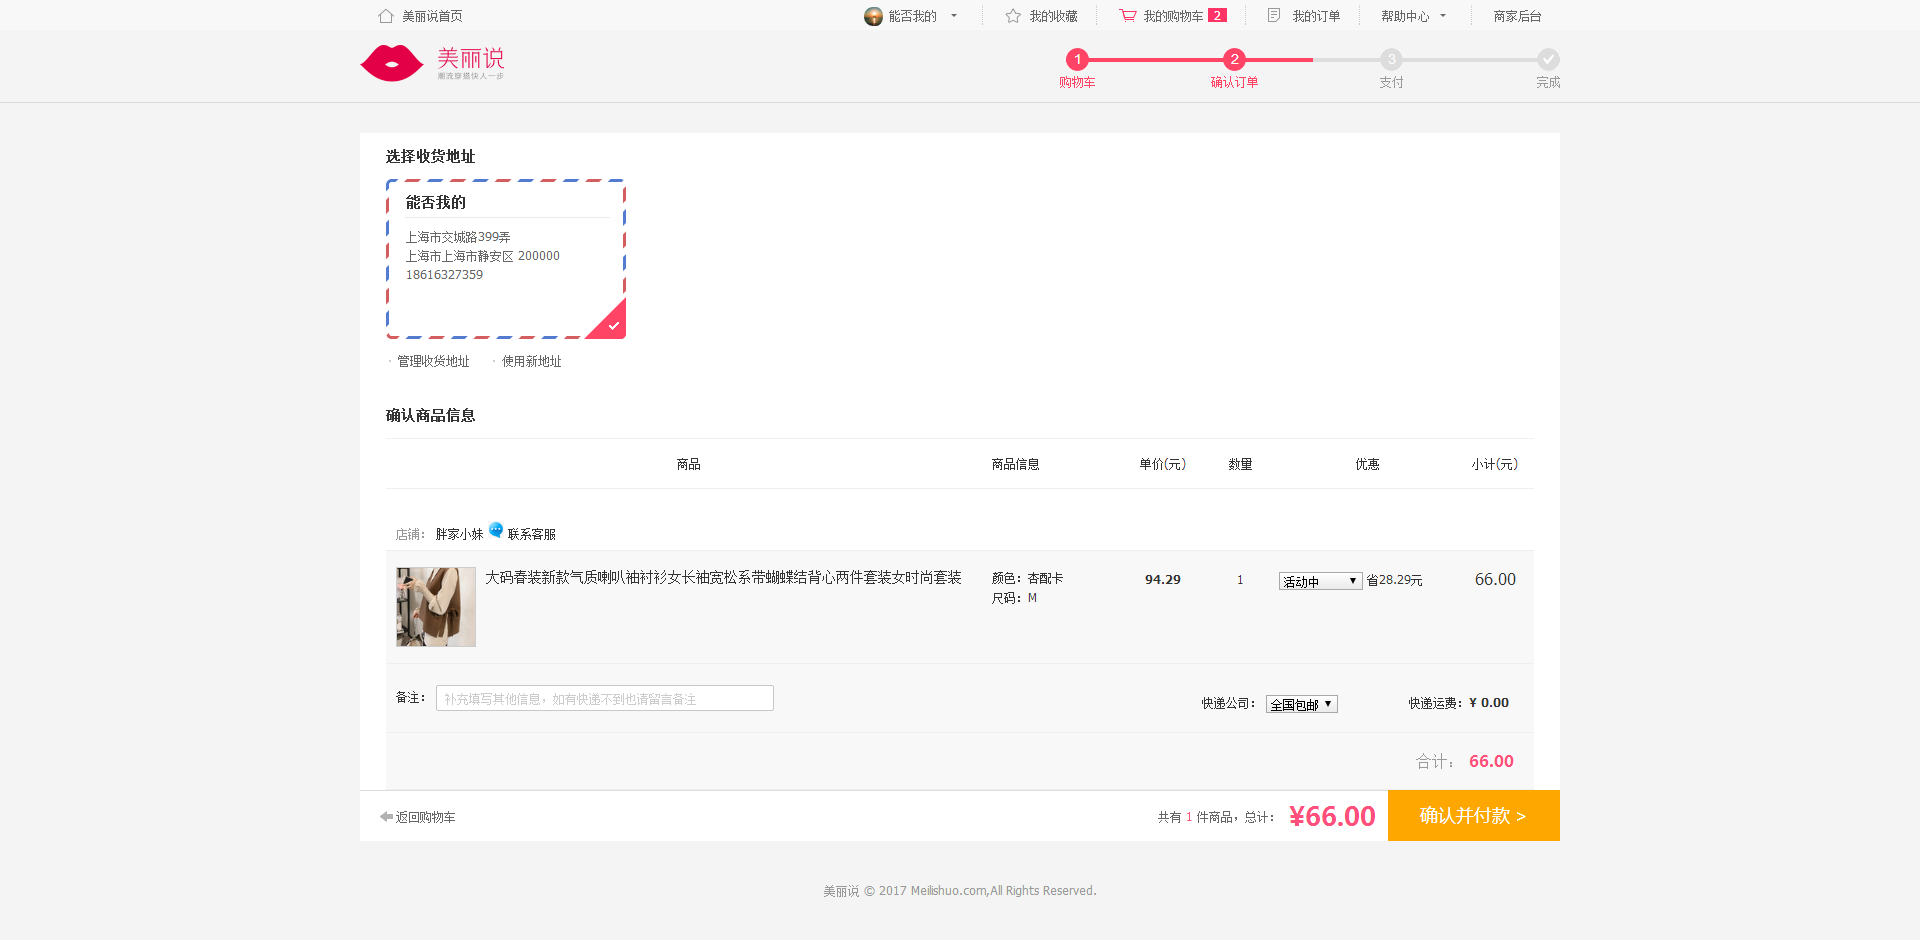 美丽说首页
能否我的
我的收藏
我的购物车 2
我的订单
帮助中心
商家后台
美丽说
潮流穿搭快人一步
1 2 3
购物车 确认订单 支付 完成
选择收货地址
能否我的
上海市交城路399弄
上海市上海市静安区 200000
18616327359
· 管理收货地址 · 使用新地址
确认商品信息
商品 商品信息 单价(元) 数量 优惠 小计(元)
店铺： 胖家小妹 联系客服
大码春装新款气质喇叭袖衬衫女长袖宽松系带蝴蝶结背心两件套装女时尚套装 颜色：杏配卡 94.29 1 活动中 省28.29元 66.00
尺码：M
备注： 补充填写其他信息，如有快递不到也请留言备注 快递公司： 全国包邮 快递运费：¥ 0.00
合计： 66.00
返回购物车 共有 1 件商品，总计： ¥66.00 确认并付款 >
美丽说 © 2017 Meilishuo.com,All Rights Reserved.